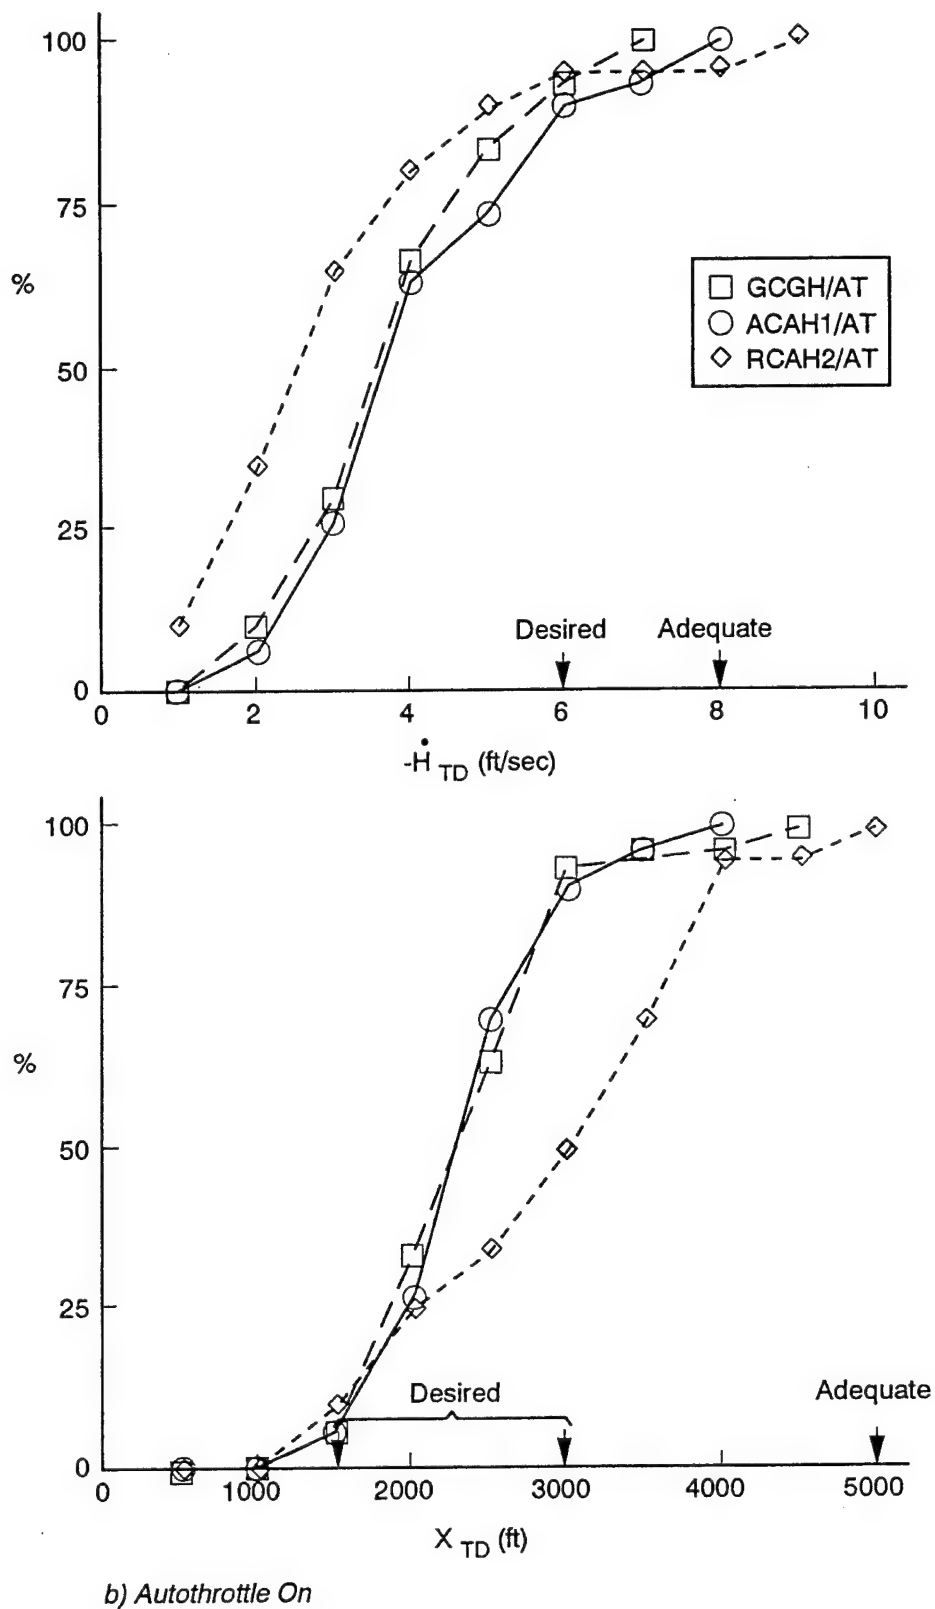 100
75
%
50
25
0
GCGH/AT
ACAH1/AT
RCAH2/AT
Desired Adequate
0 2 4 6 8 10
-Ḣ TD (ft/sec)
100
75
%
50
25
0
Desired
Adequate
0 1000 2000 3000 4000 5000
X TD (ft)
b) Autothrottle On